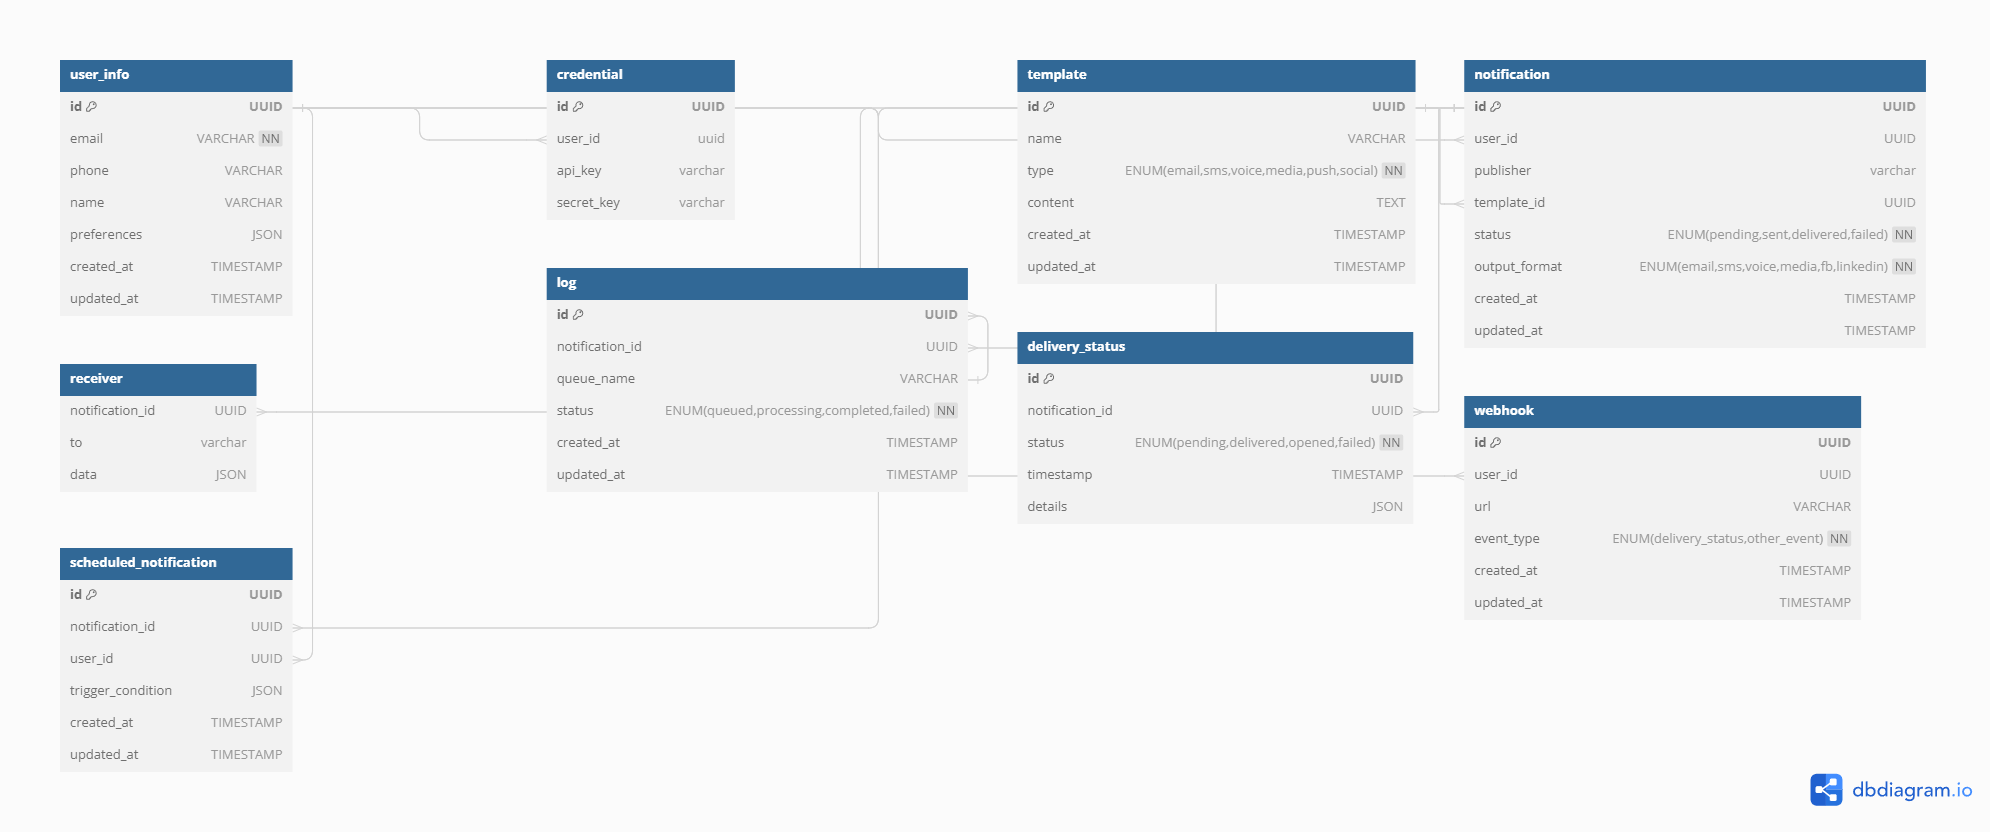 user_info
id UUID
email VARCHAR NN
phone VARCHAR
name VARCHAR
preferences JSON
created_at TIMESTAMP
updated_at TIMESTAMP
receiver
notification_id UUID
to varchar
data JSON
scheduled_notification
id UUID
notification_id UUID
user_id UUID
trigger_condition JSON
created_at TIMESTAMP
updated_at TIMESTAMP
credential
id UUID
user_id uuid
api_key varchar
secret_key varchar
log
id UUID
notification_id UUID
queue_name VARCHAR
status ENUM(queued,processing,completed,failed) NN
created_at TIMESTAMP
updated_at TIMESTAMP
template
id UUID
name VARCHAR
type ENUM(email,sms,voice,media,push,social) NN
content TEXT
created_at TIMESTAMP
updated_at TIMESTAMP
delivery_status
id UUID
notification_id UUID
status ENUM(pending,delivered,opened,failed) NN
timestamp TIMESTAMP
details JSON
notification
id UUID
user_id UUID
publisher varchar
template_id UUID
status ENUM(pending,sent,delivered,failed) NN
output_format ENUM(email,sms,voice,media,fb,linkedin) NN
created_at TIMESTAMP
updated_at TIMESTAMP
webhook
id UUID
user_id UUID
url VARCHAR
event_type ENUM(delivery_status,other_event) NN
created_at TIMESTAMP
updated_at TIMESTAMP
dbdiagram.io